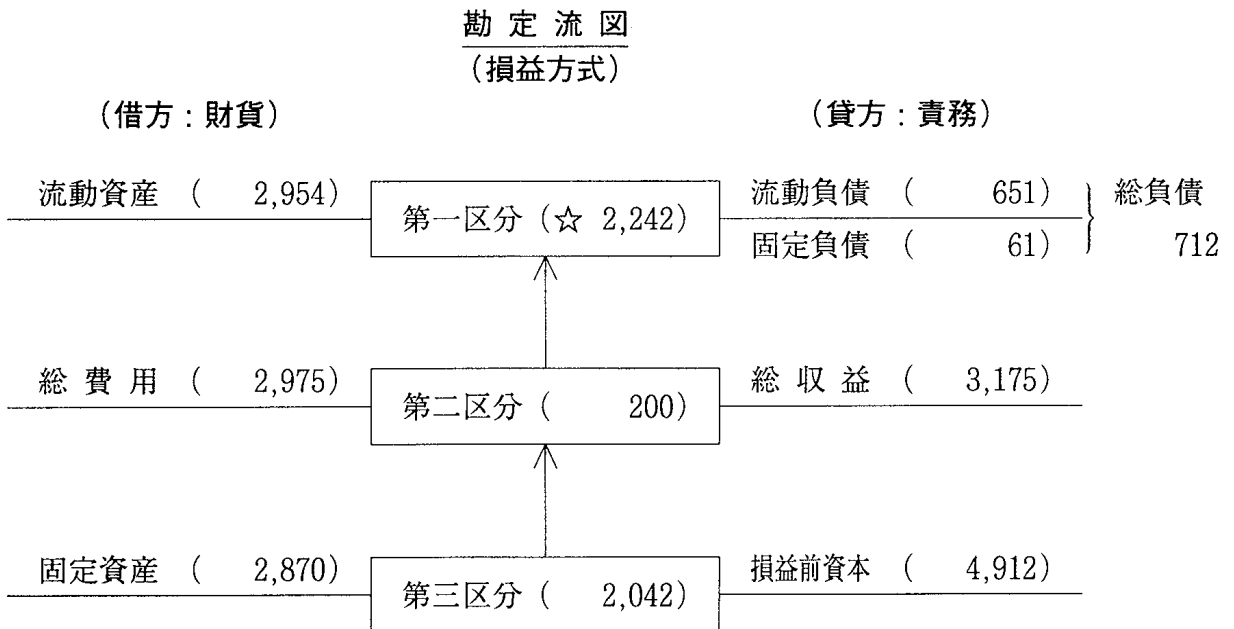 勘定流図
(損益方式)
(借方:財貨) (貸方:責務)
流動資産 ( 2,954) 第一区分 (☆ 2,242) 流動負債 ( 651) 総負債
固定負債 ( 61) 712
総費用 ( 2,975) 第二区分 ( 200) 総収益 ( 3,175)
固定資産 ( 2,870) 第三区分 ( 2,042) 損益前資本 ( 4,912)